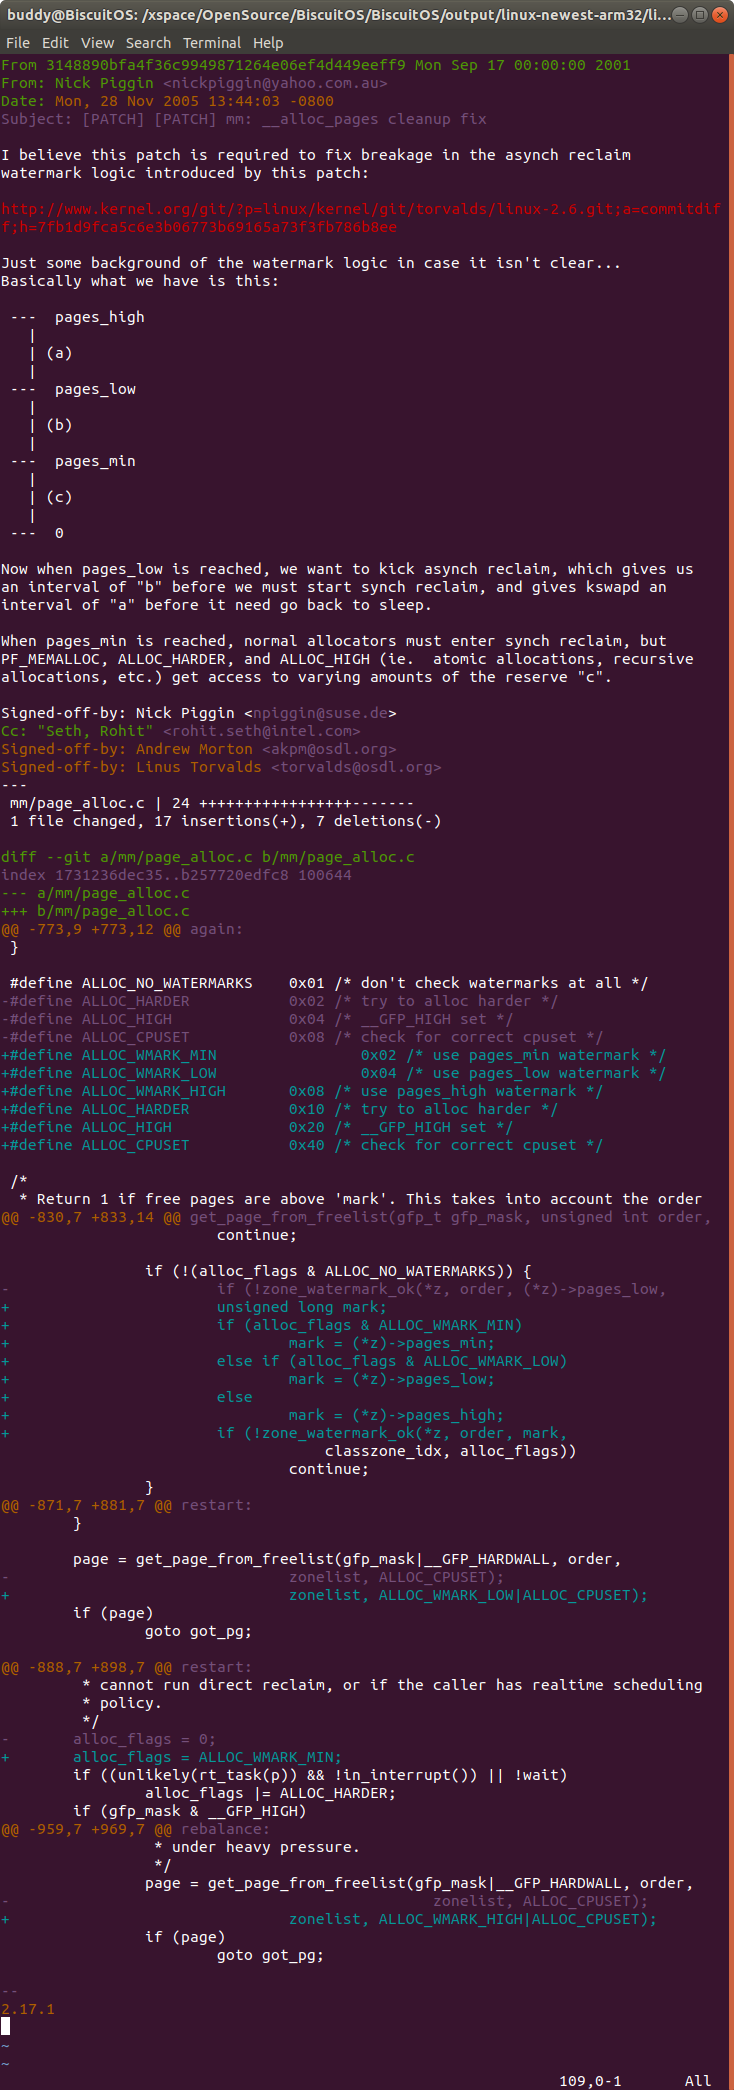 buddy@BiscuitOS: /xspace/OpenSource/BiscuitOS/BiscuitOS/output/linux-newest-arm32/li...
File Edit View Search Terminal Help
From 3148890bfa4f36c9949871264e06ef4d449eeff9 Mon Sep 17 00:00:00 2001
From: Nick Piggin <nickpiggin@yahoo.com.au>
Date: Mon, 28 Nov 2005 13:44:03 -0800
Subject: [PATCH] [PATCH] mm: __alloc_pages cleanup fix

I believe this patch is required to fix breakage in the asynch reclaim
watermark logic introduced by this patch:

http://www.kernel.org/git/?p=linux/kernel/git/torvalds/linux-2.6.git;a=commitdif
f;h=7fb1d9fca5c6e3b06773b69165a73f3fb786b8ee

Just some background of the watermark logic in case it isn't clear...
Basically what we have is this:

 ---  pages_high
   |
   | (a)
   |
 ---  pages_low
   |
   | (b)
   |
 ---  pages_min
   |
   | (c)
   |
 ---  0

Now when pages_low is reached, we want to kick asynch reclaim, which gives us
an interval of "b" before we must start synch reclaim, and gives kswapd an
interval of "a" before it need go back to sleep.

When pages_min is reached, normal allocators must enter synch reclaim, but
PF_MEMALLOC, ALLOC_HARDER, and ALLOC_HIGH (ie.  atomic allocations, recursive
allocations, etc.) get access to varying amounts of the reserve "c".

Signed-off-by: Nick Piggin <npiggin@suse.de>
Cc: "Seth, Rohit" <rohit.seth@intel.com>
Signed-off-by: Andrew Morton <akpm@osdl.org>
Signed-off-by: Linus Torvalds <torvalds@osdl.org>
---
 mm/page_alloc.c | 24 +++++++++++++++++-------
 1 file changed, 17 insertions(+), 7 deletions(-)

diff --git a/mm/page_alloc.c b/mm/page_alloc.c
index 1731236dec35..b257720edfc8 100644
--- a/mm/page_alloc.c
+++ b/mm/page_alloc.c
@@ -773,9 +773,12 @@ again:
 }

 #define ALLOC_NO_WATERMARKS    0x01 /* don't check watermarks at all */
-#define ALLOC_HARDER           0x02 /* try to alloc harder */
-#define ALLOC_HIGH             0x04 /* __GFP_HIGH set */
-#define ALLOC_CPUSET           0x08 /* check for correct cpuset */
+#define ALLOC_WMARK_MIN                0x02 /* use pages_min watermark */
+#define ALLOC_WMARK_LOW                0x04 /* use pages_low watermark */
+#define ALLOC_WMARK_HIGH       0x08 /* use pages_high watermark */
+#define ALLOC_HARDER           0x10 /* try to alloc harder */
+#define ALLOC_HIGH             0x20 /* __GFP_HIGH set */
+#define ALLOC_CPUSET           0x40 /* check for correct cpuset */

 /*
  * Return 1 if free pages are above 'mark'. This takes into account the order
@@ -830,7 +833,14 @@ get_page_from_freelist(gfp_t gfp_mask, unsigned int order,
                        continue;

                if (!(alloc_flags & ALLOC_NO_WATERMARKS)) {
-                       if (!zone_watermark_ok(*z, order, (*z)->pages_low,
+                       unsigned long mark;
+                       if (alloc_flags & ALLOC_WMARK_MIN)
+                               mark = (*z)->pages_min;
+                       else if (alloc_flags & ALLOC_WMARK_LOW)
+                               mark = (*z)->pages_low;
+                       else
+                               mark = (*z)->pages_high;
+                       if (!zone_watermark_ok(*z, order, mark,
                                    classzone_idx, alloc_flags))
                                continue;
                }
@@ -871,7 +881,7 @@ restart:
        }

        page = get_page_from_freelist(gfp_mask|__GFP_HARDWALL, order,
-                               zonelist, ALLOC_CPUSET);
+                               zonelist, ALLOC_WMARK_LOW|ALLOC_CPUSET);
        if (page)
                goto got_pg;

@@ -888,7 +898,7 @@ restart:
         * cannot run direct reclaim, or if the caller has realtime scheduling
         * policy.
         */
-       alloc_flags = 0;
+       alloc_flags = ALLOC_WMARK_MIN;
        if ((unlikely(rt_task(p)) && !in_interrupt()) || !wait)
                alloc_flags |= ALLOC_HARDER;
        if (gfp_mask & __GFP_HIGH)
@@ -959,7 +969,7 @@ rebalance:
                 * under heavy pressure.
                 */
                page = get_page_from_freelist(gfp_mask|__GFP_HARDWALL, order,
-                                               zonelist, ALLOC_CPUSET);
+                               zonelist, ALLOC_WMARK_HIGH|ALLOC_CPUSET);
                if (page)
                        goto got_pg;

--
2.17.1

~
~
109,0-1       All